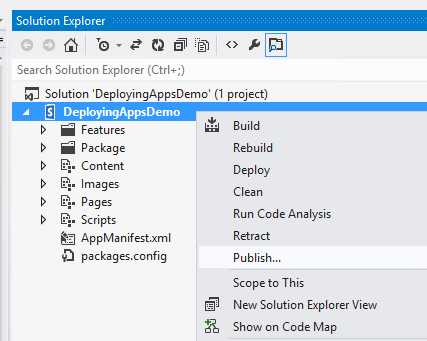 Solution Explorer
Search Solution Explorer (Ctrl+;)
Solution 'DeployingAppsDemo' (1 project)
DeployingAppsDemo
Features
Package
Content
Images
Pages
Scripts
AppManifest.xml
packages.config
Build
Rebuild
Deploy
Clean
Run Code Analysis
Retract
Publish...
Scope to This
New Solution Explorer View
Show on Code Map